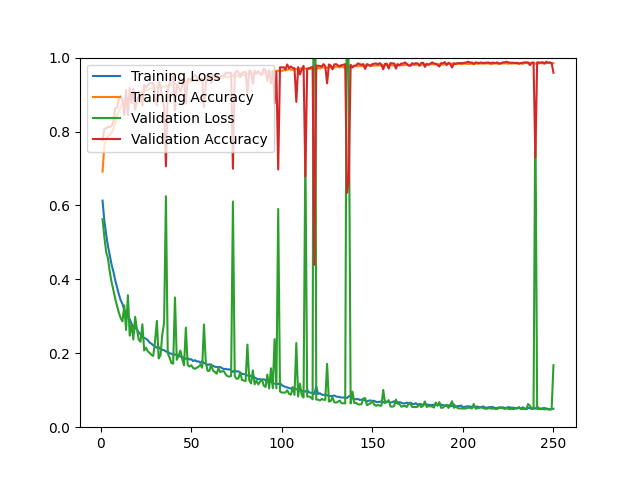 1.0
0.8
0.6
0.4
0.2
0.0
Training Loss
Training Accuracy
Validation Loss
Validation Accuracy
0 50 100 150 200 250